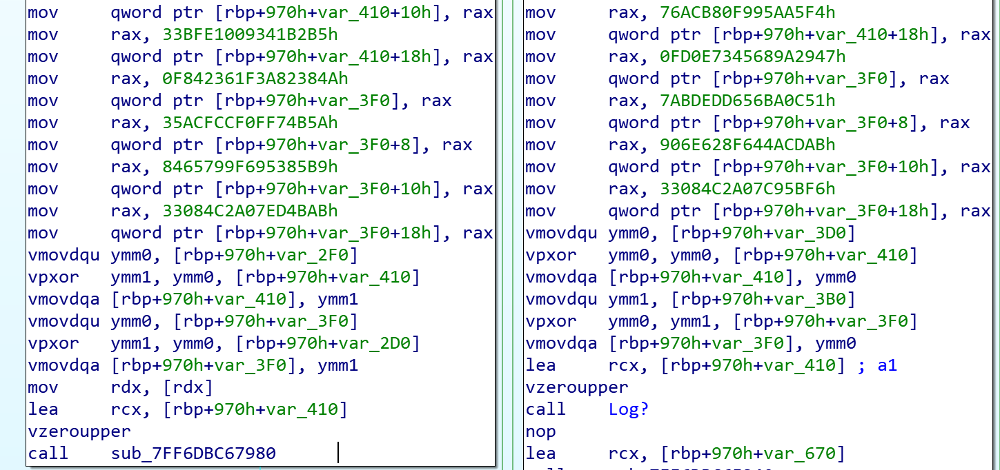 mov     qword ptr [rbp+970h+var_410+10h], rax
mov     rax, 33BFE1009341B2B5h
mov     qword ptr [rbp+970h+var_410+18h], rax
mov     rax, 0F842361F3A82384Ah
mov     qword ptr [rbp+970h+var_3F0], rax
mov     rax, 35ACFCCF0FF74B5Ah
mov     qword ptr [rbp+970h+var_3F0+8], rax
mov     rax, 8465799F695385B9h
mov     qword ptr [rbp+970h+var_3F0+10h], rax
mov     rax, 33084C2A07ED4BABh
mov     qword ptr [rbp+970h+var_3F0+18h], rax
vmovdqu ymm0, [rbp+970h+var_2F0]
vpxor   ymm1, ymm0, [rbp+970h+var_410]
vmovdqa [rbp+970h+var_410], ymm1
vmovdqu ymm0, [rbp+970h+var_3F0]
vpxor   ymm1, ymm0, [rbp+970h+var_2D0]
vmovdqa [rbp+970h+var_3F0], ymm1
mov     rdx, [rdx]
lea     rcx, [rbp+970h+var_410]
vzeroupper
call    sub_7FF6DBC67980
mov     rax, 76ACB80F995AA5F4h
mov     qword ptr [rbp+970h+var_410+18h], rax
mov     rax, 0FD0E7345689A2947h
mov     qword ptr [rbp+970h+var_3F0], rax
mov     rax, 7ABDEDD656BA0C51h
mov     qword ptr [rbp+970h+var_3F0+8], rax
mov     rax, 906E628F644ACDABh
mov     qword ptr [rbp+970h+var_3F0+10h], rax
mov     rax, 33084C2A07C95BF6h
mov     qword ptr [rbp+970h+var_3F0+18h], rax
vmovdqu ymm0, [rbp+970h+var_3D0]
vpxor   ymm0, ymm0, [rbp+970h+var_410]
vmovdqa [rbp+970h+var_410], ymm0
vmovdqu ymm1, [rbp+970h+var_3B0]
vpxor   ymm0, ymm1, [rbp+970h+var_3F0]
vmovdqa [rbp+970h+var_3F0], ymm0
lea     rcx, [rbp+970h+var_410] ; a1
vzeroupper
call    Log?
nop
lea     rcx, [rbp+970h+var_670]